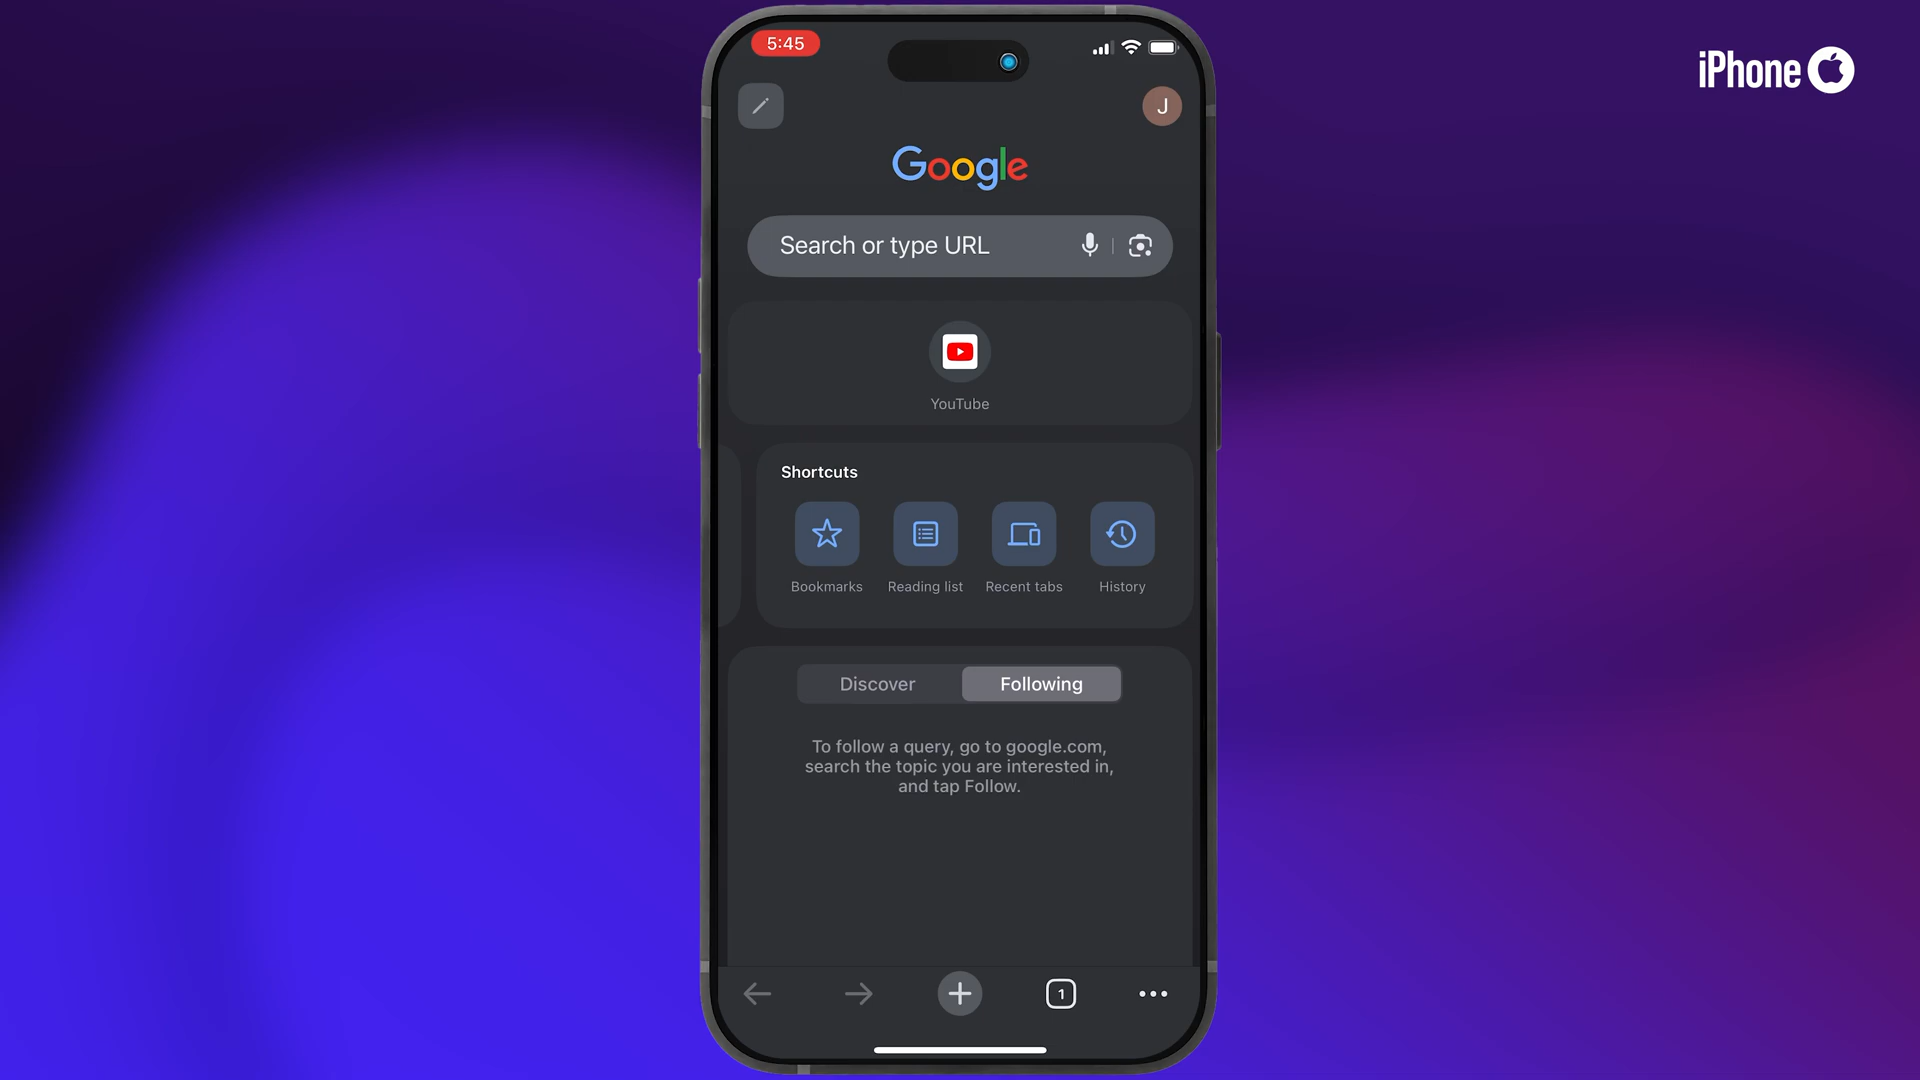 5:45
iPhone
J
Google
Search or type URL
YouTube
Shortcuts
Bookmarks
Reading list
Recent tabs
History
Discover
Following
To follow a query, go to google.com,
search the topic you are interested in,
and tap Follow.
1